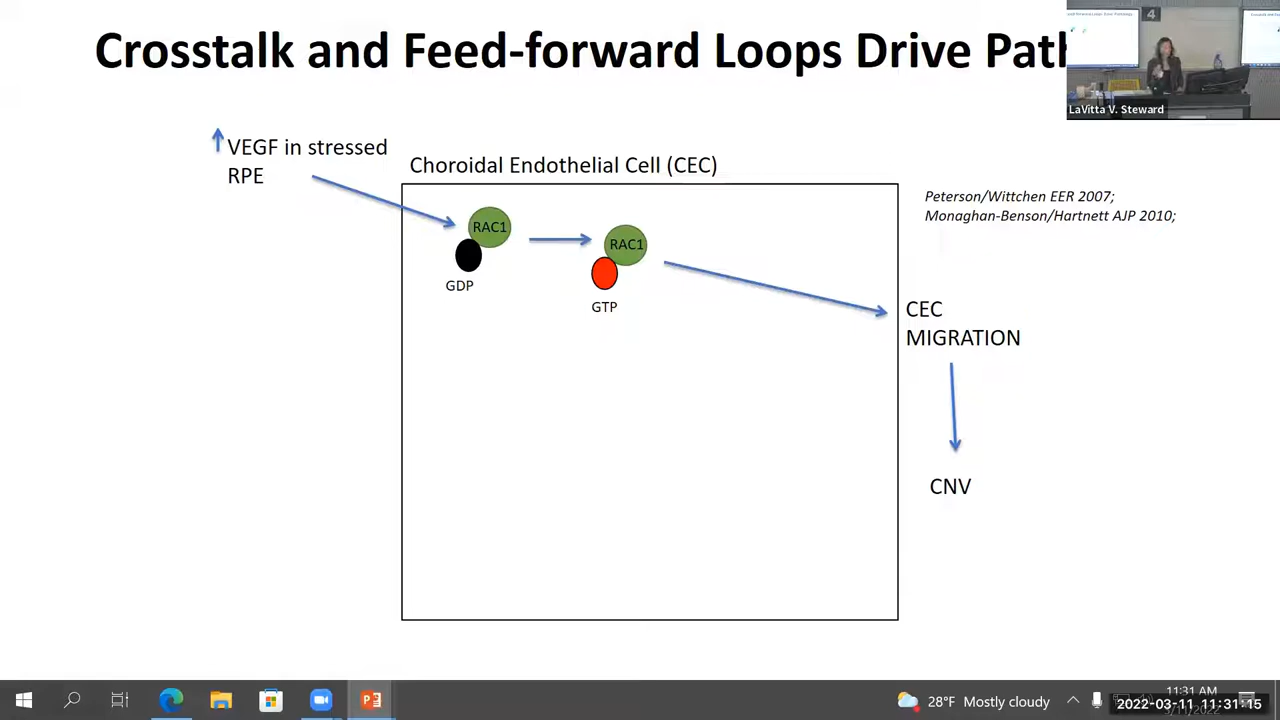 Crosstalk and Feed-forward Loops Drive Path
4
LaVitta V. Steward
VEGF in stressed
RPE
Choroidal Endothelial Cell (CEC)
Peterson/Wittchen EER 2007;
Monaghan-Benson/Hartnett AJP 2010;
RAC1
RAC1
GDP
GTP
CEC
MIGRATION
CNV
28°F Mostly cloudy
11:31 AM
2022-03-11 11:31:15